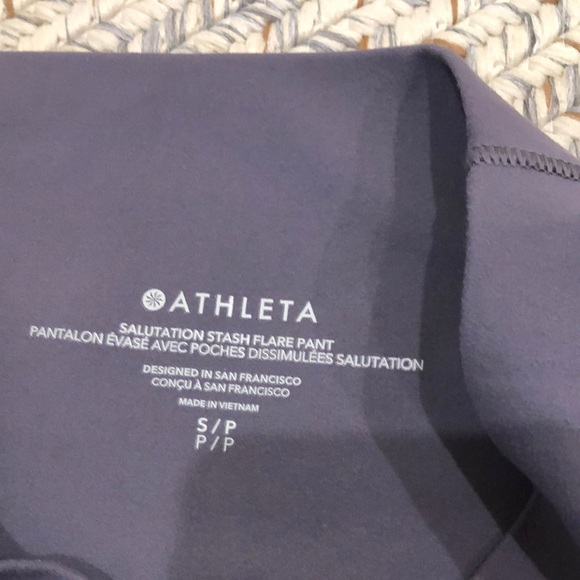 ATHLETA
SALUTATION STASH FLARE PANT
PANTALON ÉVASÉ AVEC POCHES DISSIMULÉES SALUTATION
DESIGNED IN SAN FRANCISCO
CONÇU À SAN FRANCISCO
MADE IN VIETNAM
S/P
P/P